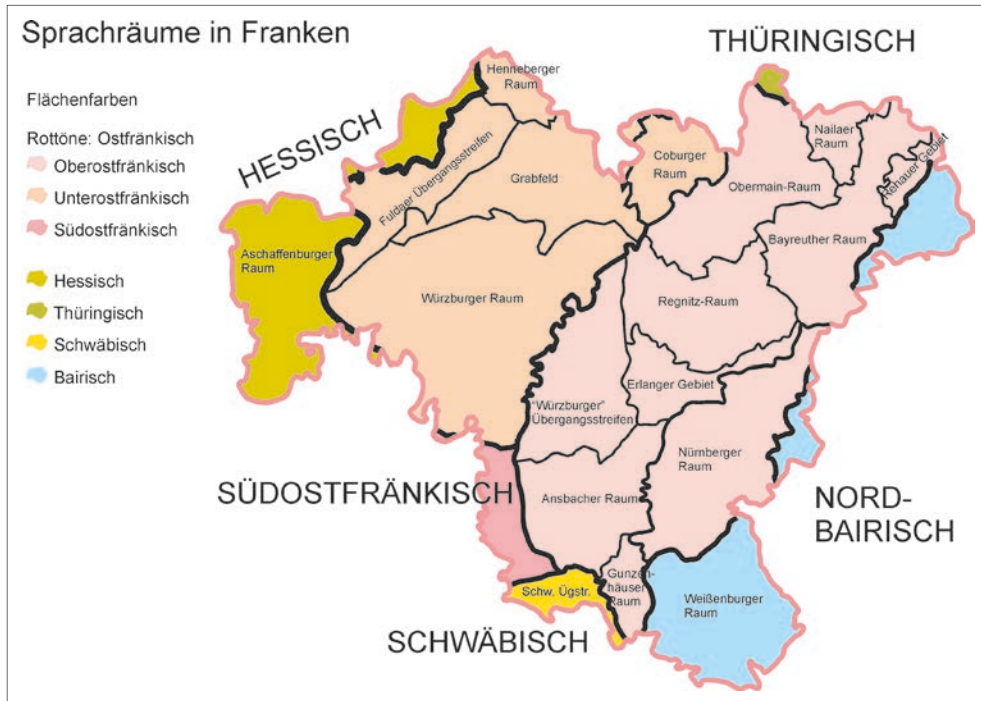 Sprachräume in Franken
Flächenfarben
Rottöne: Ostfränkisch
Oberostfränkisch
Unterostfränkisch
Südostfränkisch
Hessisch
Thüringisch
Schwäbisch
Bairisch
THÜRINGISCH
HESSISCH
SÜDOSTFRÄNKISCH
SCHWÄBISCH
NORD-
BAIRISCH
Henneberger
Raum
Fuldaer Übergangsstreifen
Grabfeld
Coburger
Raum
Nailaer
Raum
Rehauer Gebiet
Obermain-Raum
Bayreuther Raum
Aschaffenburger
Raum
Würzburger Raum
Regnitz-Raum
Erlanger Gebiet
"Würzburger"
Übergangsstreifen
Nürnberger
Raum
Ansbacher Raum
Gunzen-
häuser
Raum
Schw. Ügstr.
Weißenburger
Raum